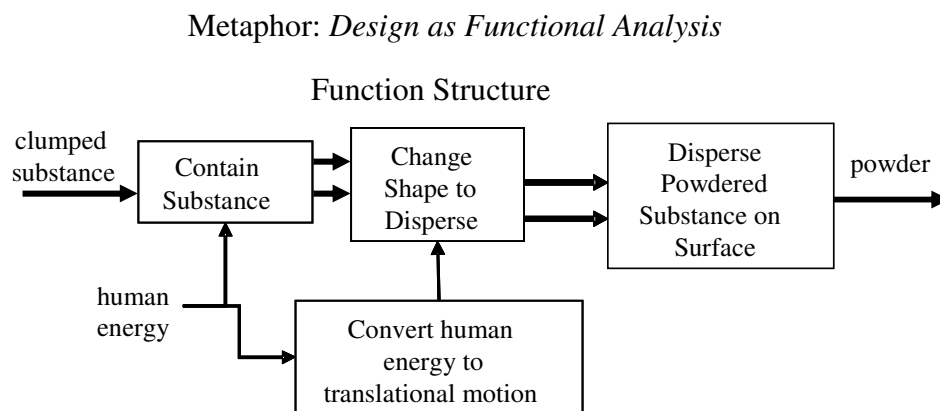 Metaphor: Design as Functional Analysis
Function Structure
clumped
substance
Contain
Substance
Change
Shape to
Disperse
Disperse
Powdered
Substance on
Surface
powder
human
energy
Convert human
energy to
translational motion